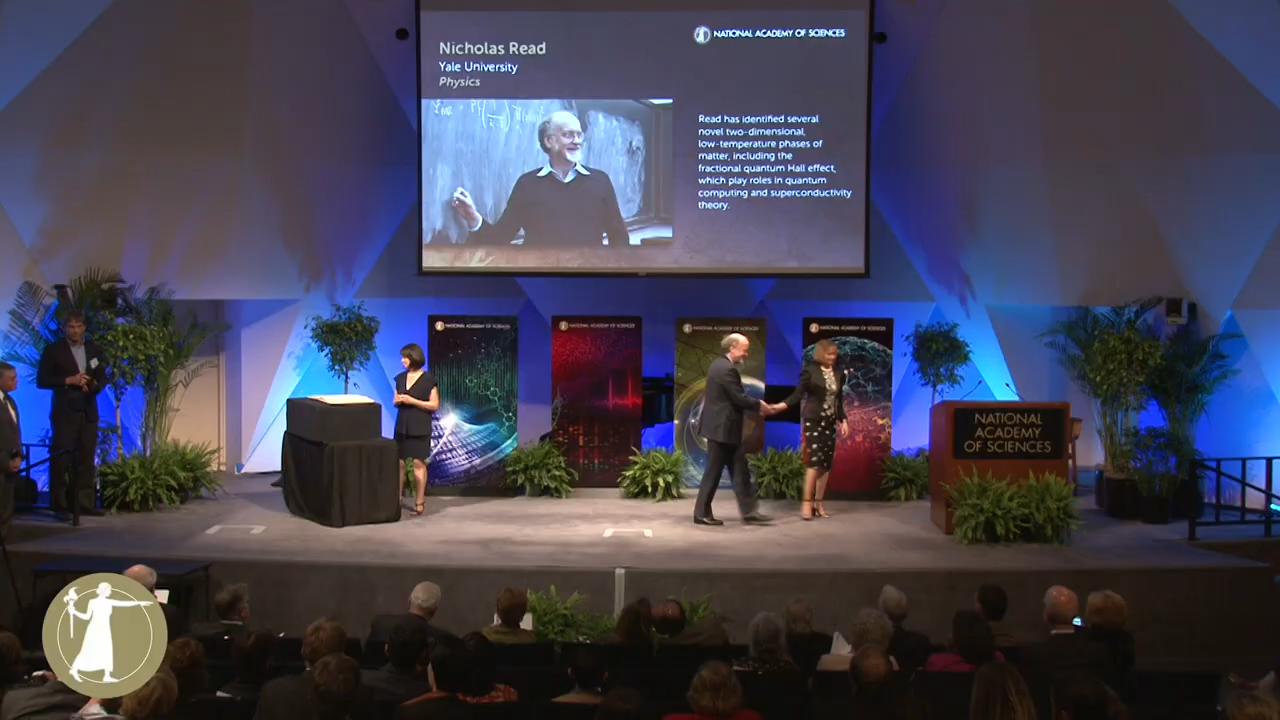 NATIONAL ACADEMY OF SCIENCES
Nicholas Read
Yale University
Physics
Read has identified several
novel two-dimensional,
low-temperature phases of
matter, including the
fractional quantum Hall effect,
which play roles in quantum
computing and superconductivity
theory.
NATIONAL ACADEMY OF SCIENCES
NATIONAL ACADEMY OF SCIENCES
NATIONAL ACADEMY OF SCIENCES
NATIONAL ACADEMY OF SCIENCES
NATIONAL
ACADEMY
OF SCIENCES